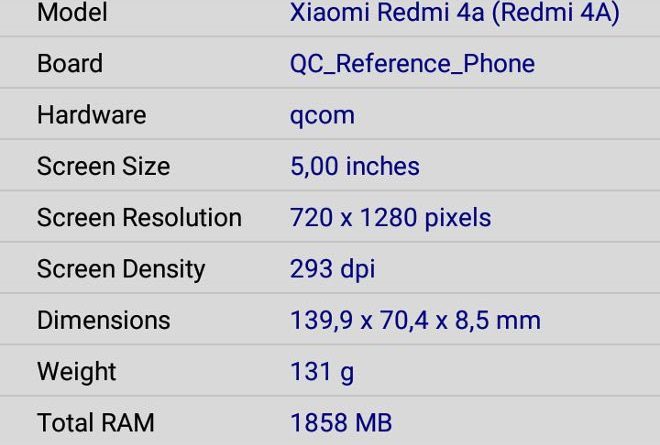 Model Xiaomi Redmi 4a (Redmi 4A)
Board QC_Reference_Phone
Hardware qcom
Screen Size 5,00 inches
Screen Resolution 720 x 1280 pixels
Screen Density 293 dpi
Dimensions 139,9 x 70,4 x 8,5 mm
Weight 131 g
Total RAM 1858 MB